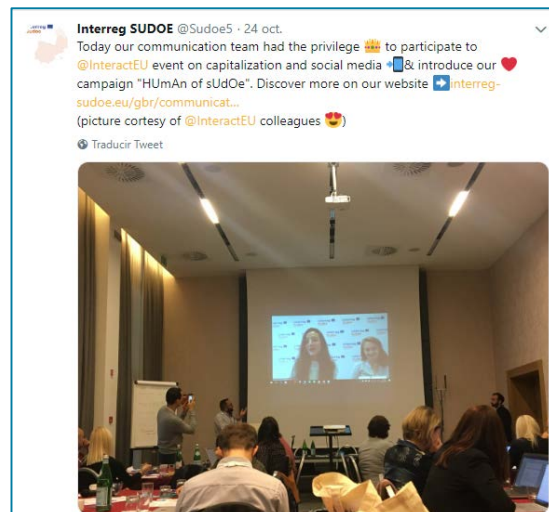 Interreg SUDOE @Sudoe5 · 24 oct.
Today our communication team had the privilege 👑 to participate to
@InteractEU event on capitalization and social media 📲& introduce our ❤️
campaign "HUmAn of sUdOe". Discover more on our website ➡️interreg-
sudoe.eu/gbr/communicat...
(picture cortesy of @InteractEU colleagues 😍)
Traducir Tweet